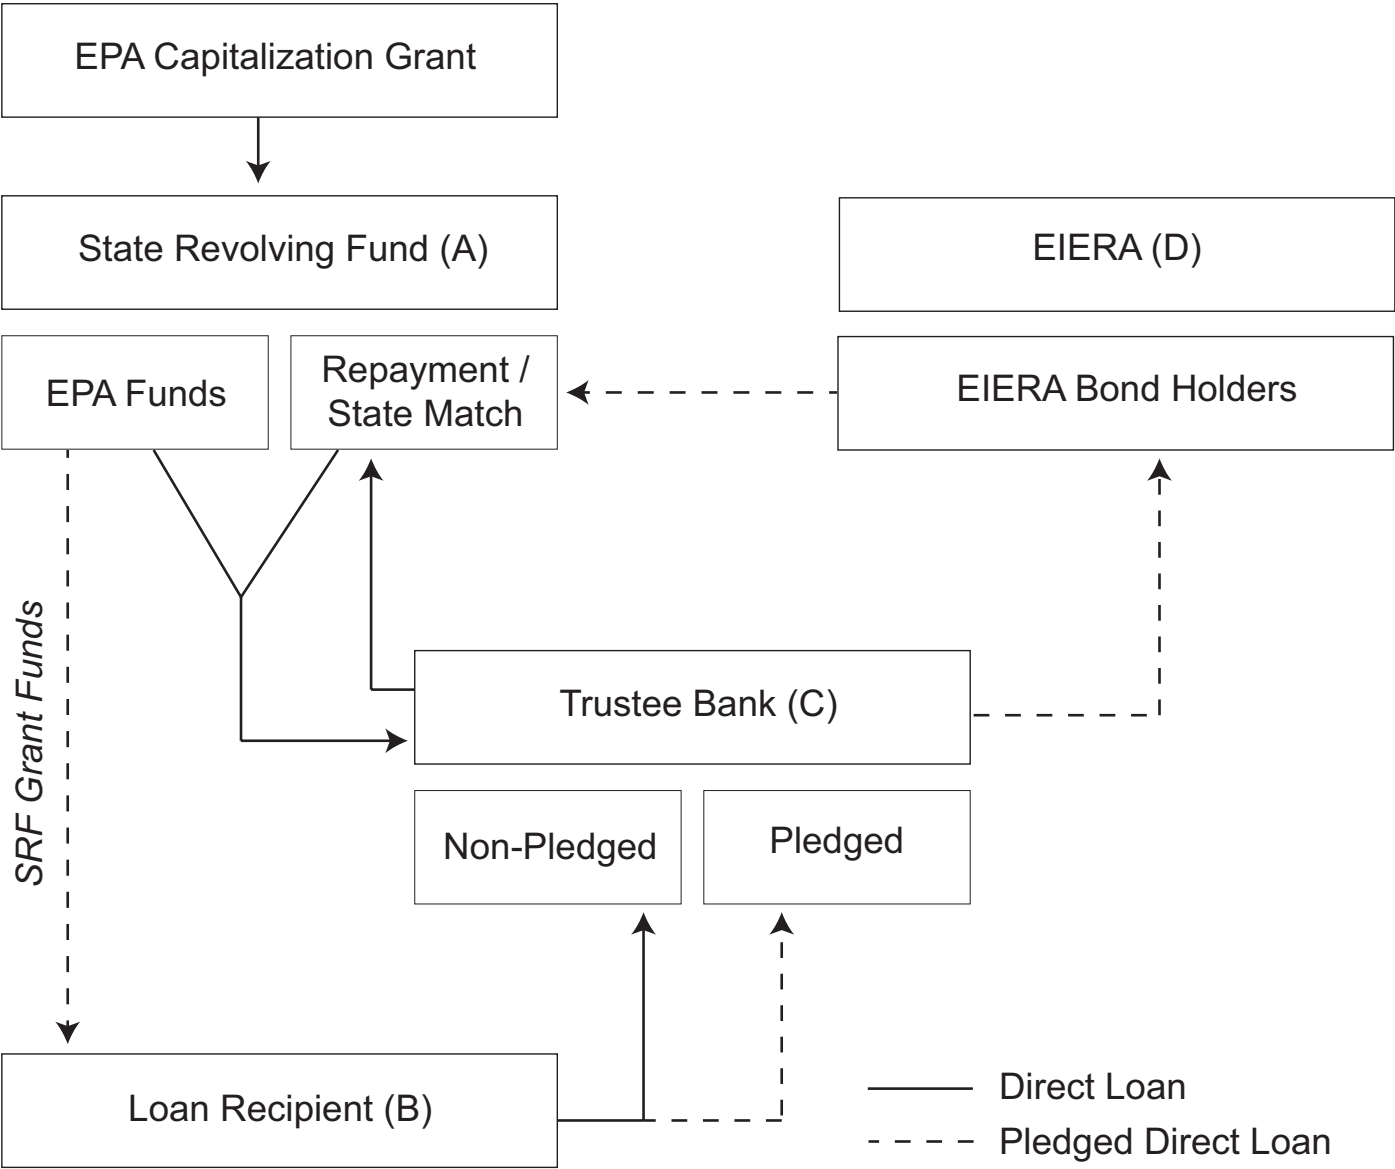 EPA Capitalization Grant
State Revolving Fund (A)
EIERA (D)
EPA Funds
Repayment /
State Match
EIERA Bond Holders
SRF Grant Funds
Trustee Bank (C)
Non-Pledged
Pledged
Loan Recipient (B)
Direct Loan
Pledged Direct Loan